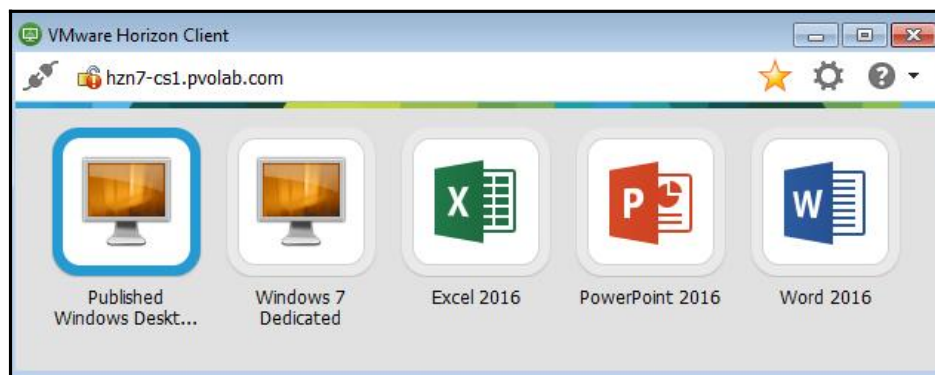 VMware Horizon Client
hzn7-cs1.pvolab.com
X
P
W
Published
Windows Deskt...
Windows 7
Dedicated
Excel 2016
PowerPoint 2016
Word 2016